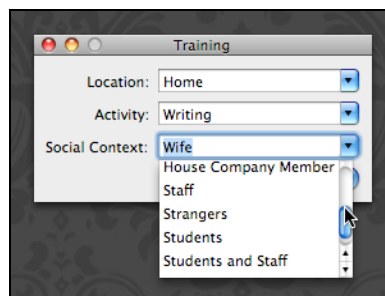 Training
Location: Home
Activity: Writing
Social Context: Wife
House Company Member
Staff
Strangers
Students
Students and Staff